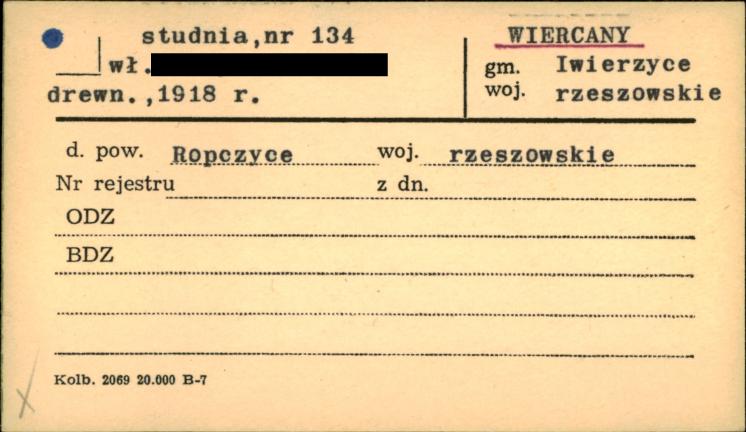 studnia,nr 134
wł.
drewn.,1918 r.
WIERCANY
gm. Iwierzyce
woj. rzeszowskie
d. pow. Ropczyce woj. rzeszowskie
Nr rejestru z dn.
ODZ
BDZ
Kolb. 2069 20.000 B-7
X